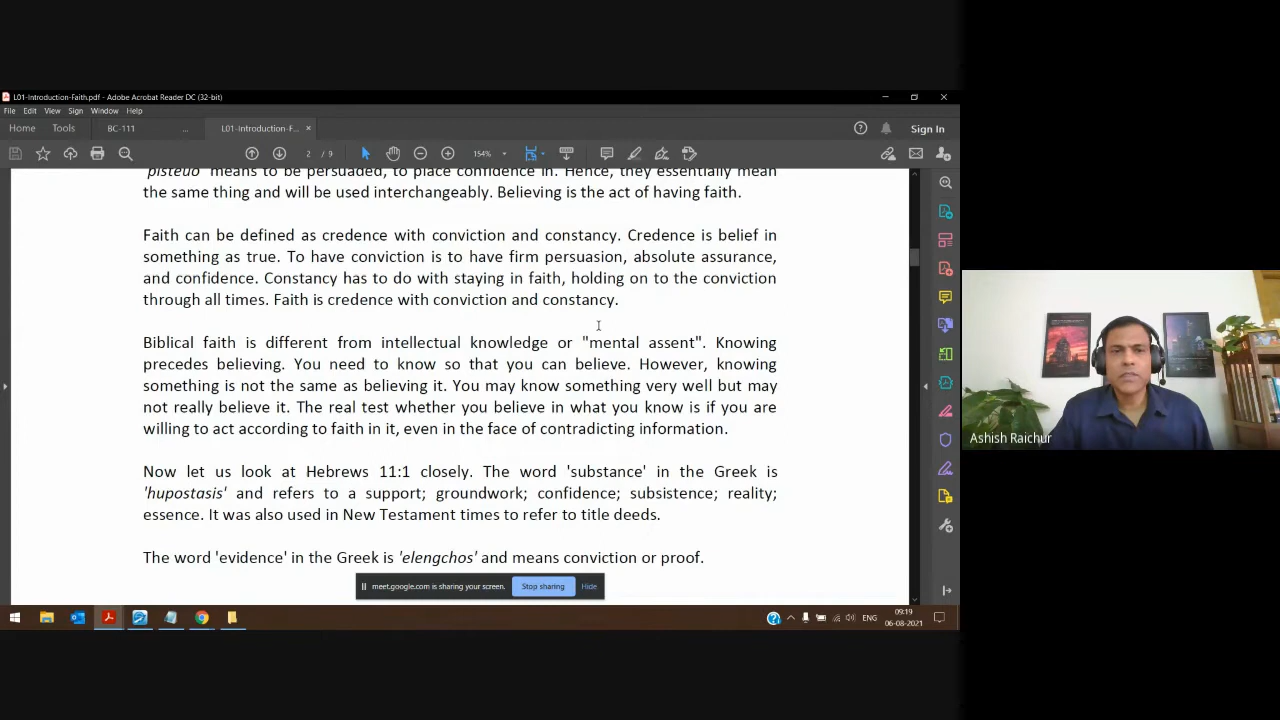 L01-Introduction-Faith.pdf - Adobe Acrobat Reader DC (32-bit)
File Edit View Sign Window Help
Home Tools BC-111 ... L01-Introduction-F... × Sign In
2 / 9 154%
'pisteuo' means to be persuaded, to place confidence in. Hence, they essentially mean
the same thing and will be used interchangeably. Believing is the act of having faith.
Faith can be defined as credence with conviction and constancy. Credence is belief in
something as true. To have conviction is to have firm persuasion, absolute assurance,
and confidence. Constancy has to do with staying in faith, holding on to the conviction
through all times. Faith is credence with conviction and constancy.
Biblical faith is different from intellectual knowledge or "mental assent". Knowing
precedes believing. You need to know so that you can believe. However, knowing
something is not the same as believing it. You may know something very well but may
not really believe it. The real test whether you believe in what you know is if you are
willing to act according to faith in it, even in the face of contradicting information.
Now let us look at Hebrews 11:1 closely. The word 'substance' in the Greek is
'hupostasis' and refers to a support; groundwork; confidence; subsistence; reality;
essence. It was also used in New Testament times to refer to title deeds.
The word 'evidence' in the Greek is 'elengchos' and means conviction or proof.
meet.google.com is sharing your screen. Stop sharing Hide
ENG 09:19
06-08-2021
Ashish Raichur